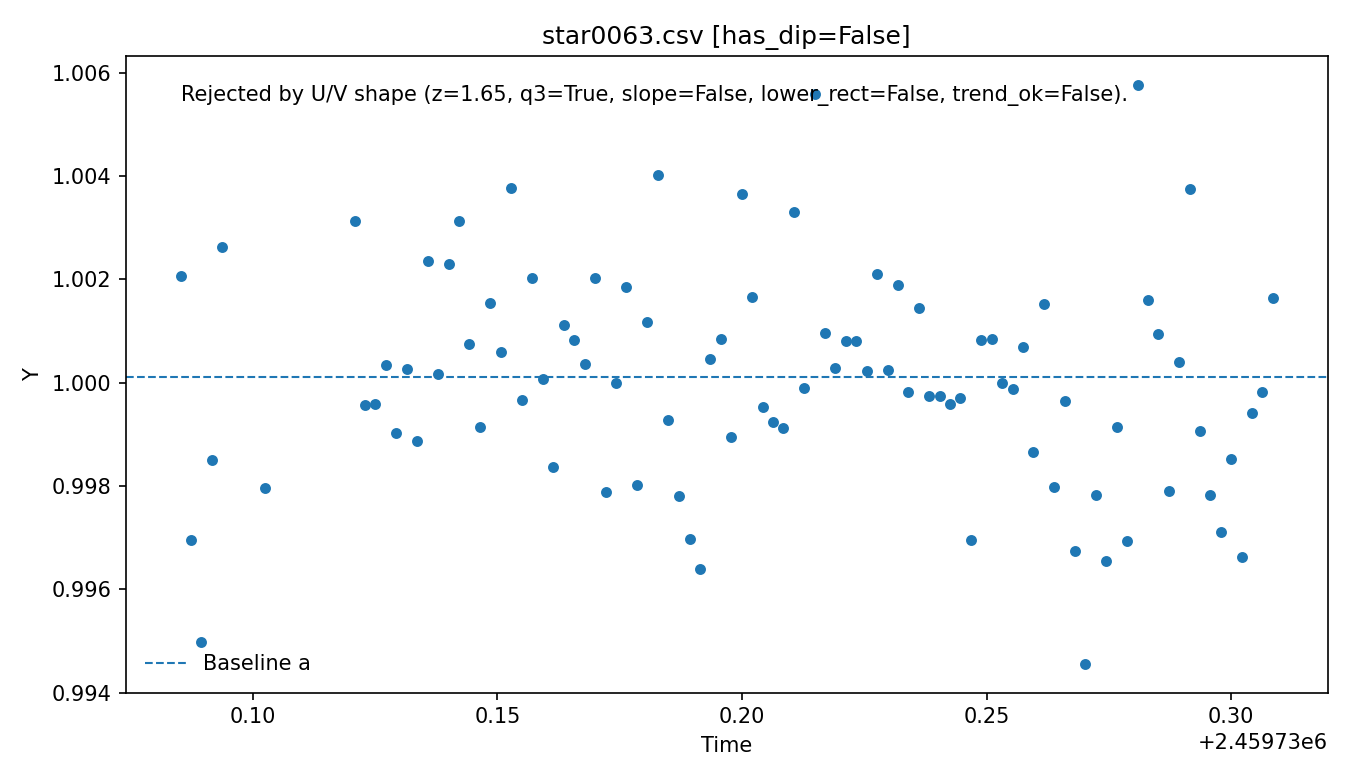 star0063.csv [has_dip=False]
Rejected by U/V shape (z=1.65, q3=True, slope=False, lower_rect=False, trend_ok=False).
1.006
1.004
1.002
1.000
0.998
0.996
0.994
Y
Baseline a
0.10 0.15 0.20 0.25 0.30
Time
+2.45973e6